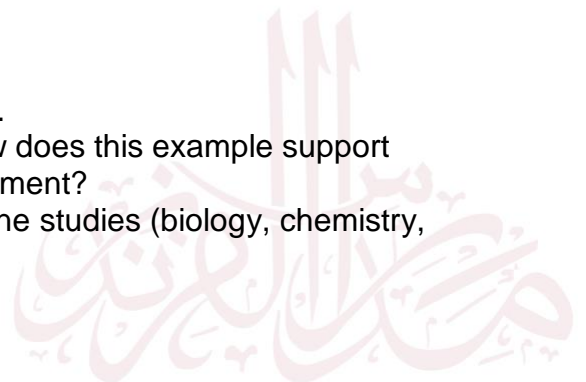 .
w does this example support
ment?
he studies (biology, chemistry,